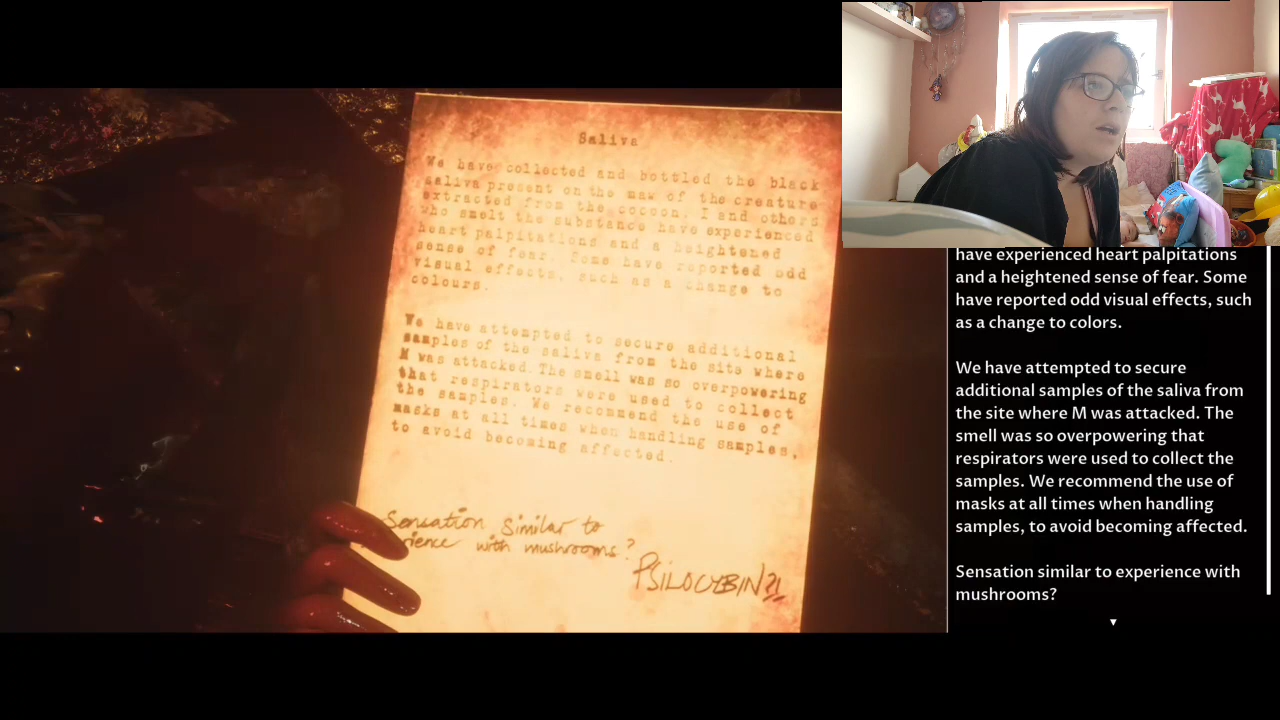 Saliva
We have collected and bottled the black
saliva present on the maw of the creature
extracted from the cocoon. I and others
who smelt the substance have experienced
heart palpitations and a heightened
sense of fear. Some have reported odd
visual effects, such as a change to
colours.
We have attempted to secure additional
samples of the saliva from the site where
M was attacked. The smell was so overpowering
that respirators were used to collect
the samples. We recommend the use of
masks at all times when handling samples,
to avoid becoming affected.
Sensation similar to
rience with mushrooms?
PSILOCYBIN?!
have experienced heart palpitations
and a heightened sense of fear. Some
have reported odd visual effects, such
as a change to colors.
We have attempted to secure
additional samples of the saliva from
the site where M was attacked. The
smell was so overpowering that
respirators were used to collect the
samples. We recommend the use of
masks at all times when handling
samples, to avoid becoming affected.
Sensation similar to experience with
mushrooms?